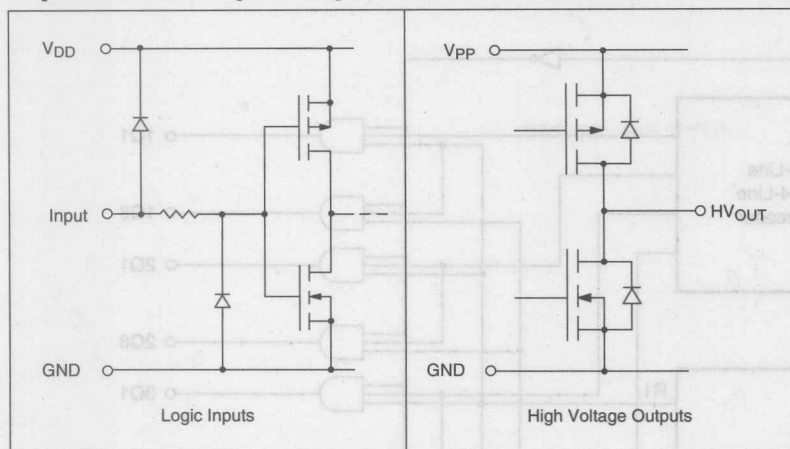 VDD
Input
GND
Logic Inputs
VPP
HVOUT
GND
High Voltage Outputs